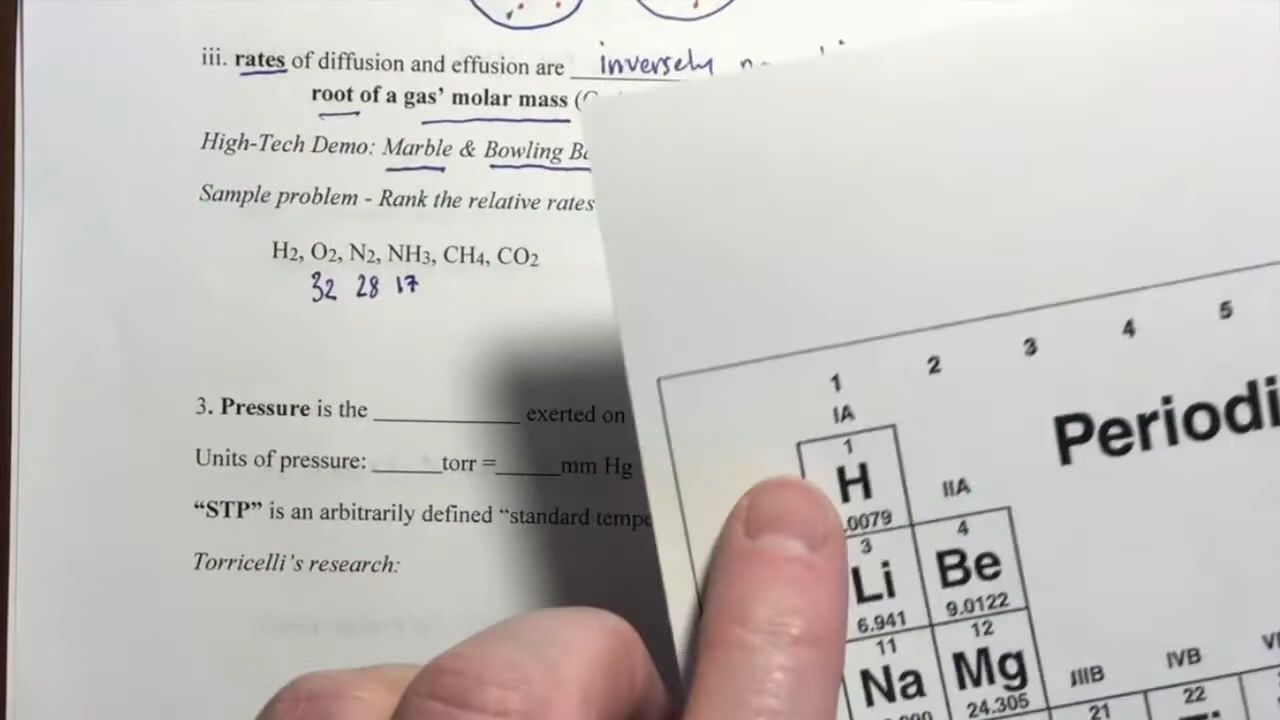 iii. rates of diffusion and effusion are inversely
root of a gas’ molar mass (
High-Tech Demo: Marble & Bowling
Sample problem - Rank the relative rates
H2, O2, N2, NH3, CH4, CO2
32 28 17
3. Pressure is the __________ exerted on
Units of pressure: _____torr =_____mm Hg
“STP” is an arbitrarily defined “standard
Torricelli’s research:
1 2 3 4 5
IA
1
H
.0079
IIA
Periodi
3
Li
6.941
4
Be
9.0122
11
Na
12
Mg
24.305
IIIB
IVB
21
22